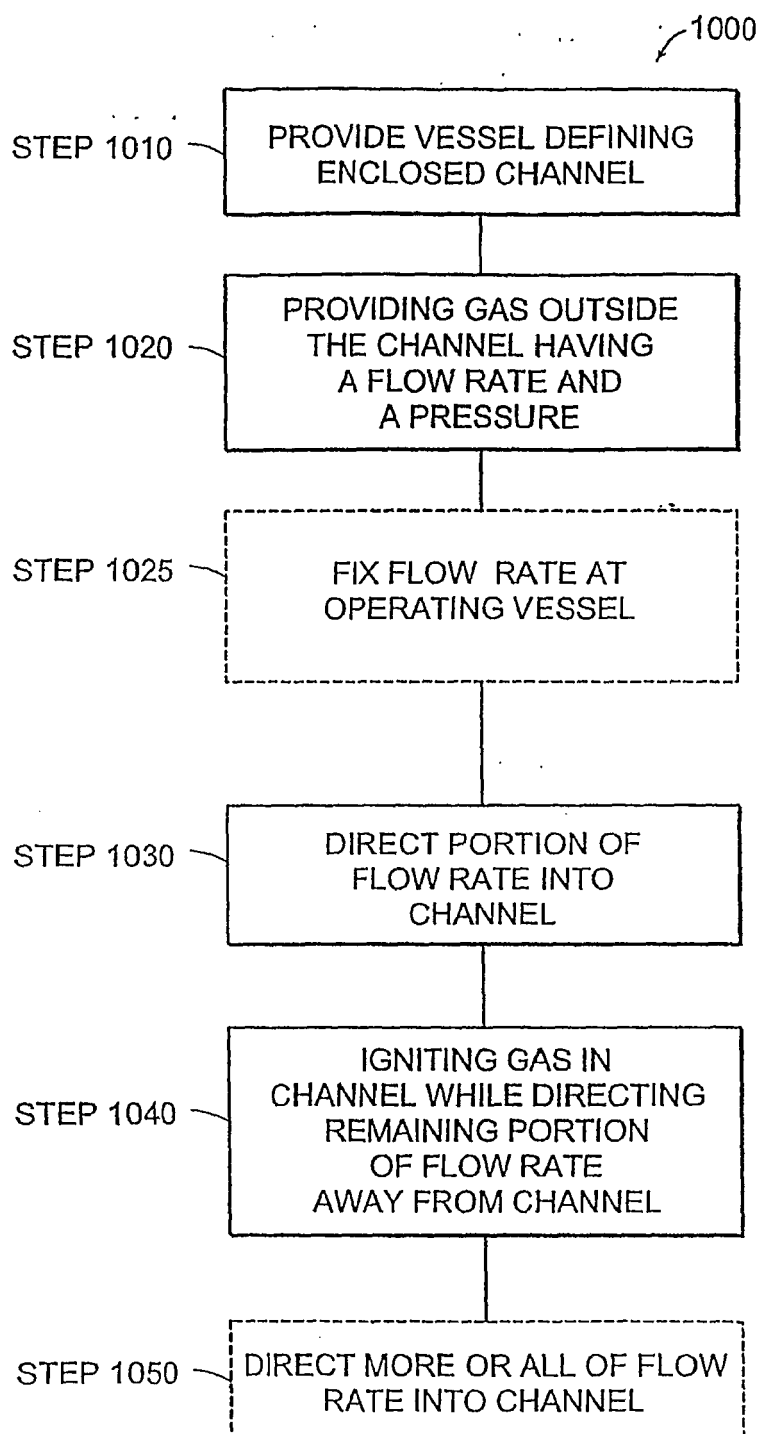 1000
STEP 1010
PROVIDE VESSEL DEFINING
ENCLOSED CHANNEL
STEP 1020
PROVIDING GAS OUTSIDE
THE CHANNEL HAVING
A FLOW RATE AND
A PRESSURE
STEP 1025
FIX FLOW RATE AT
OPERATING VESSEL
STEP 1030
DIRECT PORTION OF
FLOW RATE INTO
CHANNEL
STEP 1040
IGNITING GAS IN
CHANNEL WHILE DIRECTING
REMAINING PORTION
OF FLOW RATE
AWAY FROM CHANNEL
STEP 1050
DIRECT MORE OR ALL OF FLOW
RATE INTO CHANNEL